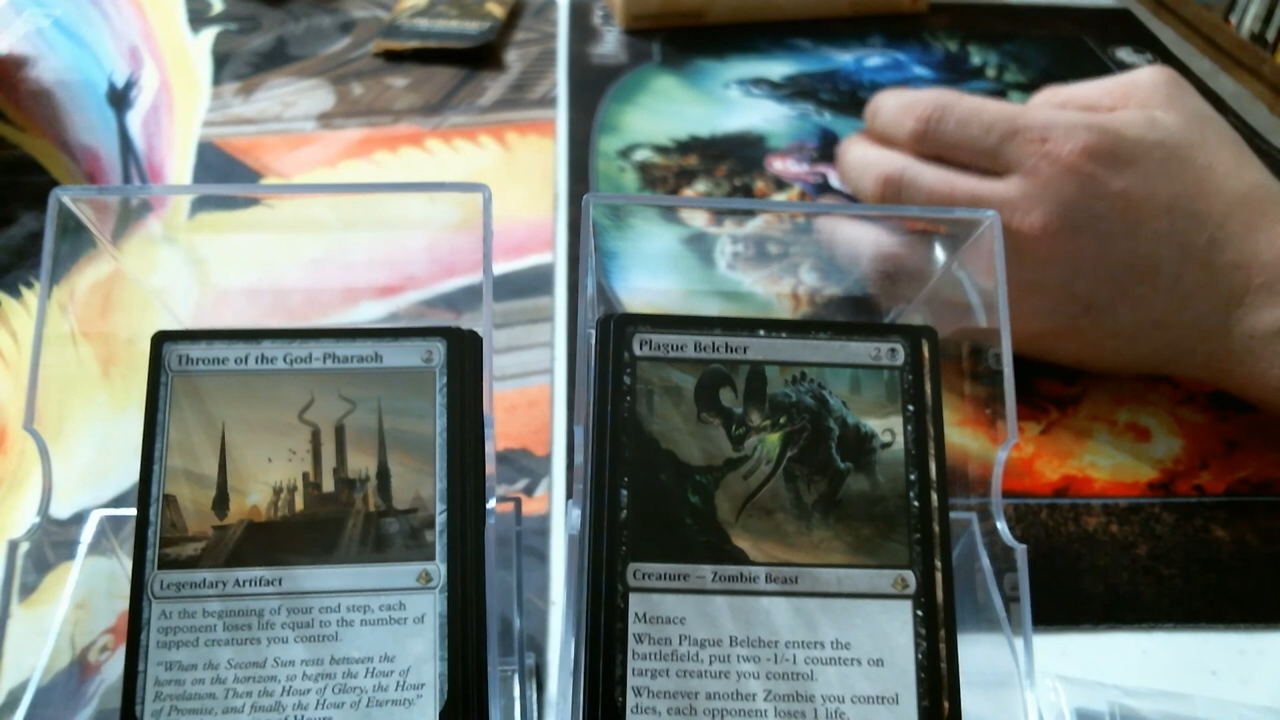 Throne of the God-Pharaoh 2
Legendary Artifact
At the beginning of your end step, each
opponent loses life equal to the number of
tapped creatures you control.
"When the Second Sun rests between the
horns on the horizon, so begins the Hour of
Revelation. Then the Hour of Glory, the Hour
of Promise, and finally the Hour of Eternity."
of Hours
Plague Belcher 2
Creature — Zombie Beast
Menace
When Plague Belcher enters the
battlefield, put two -1/-1 counters on
target creature you control.
Whenever another Zombie you control
dies, each opponent loses 1 life.